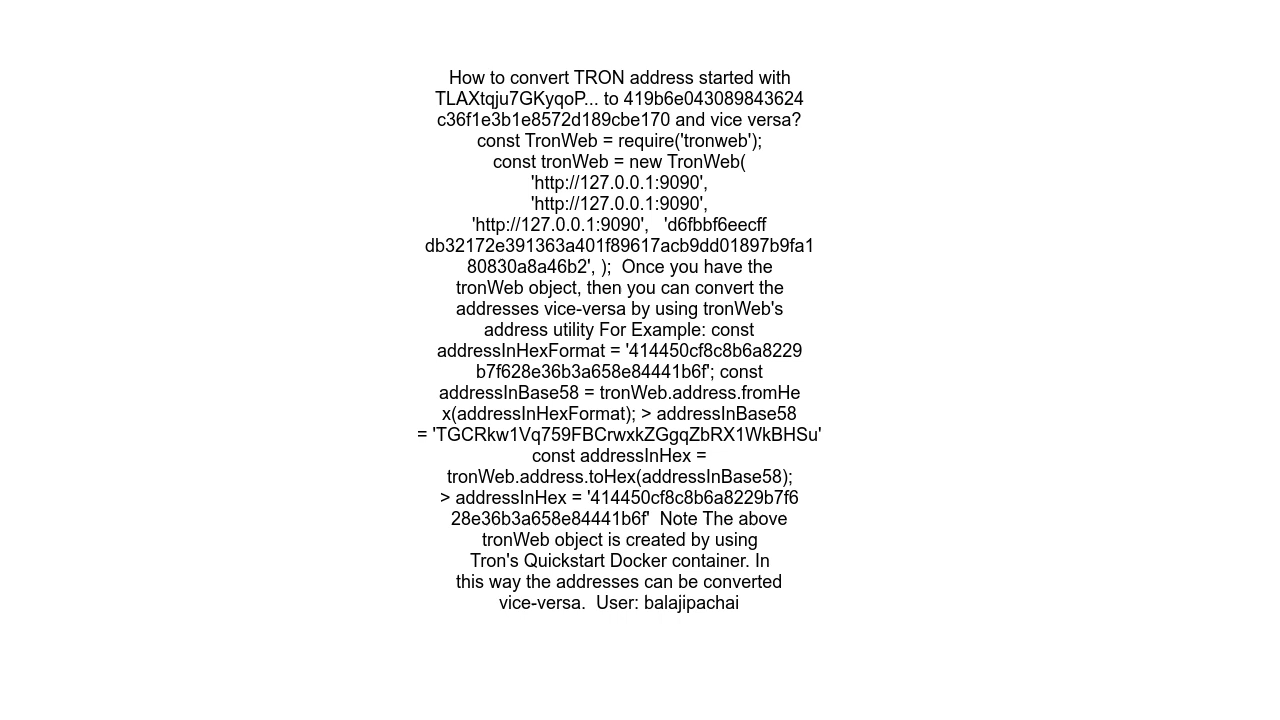 How to convert TRON address started with
TLAXtqju7GKyqoP... to 419b6e043089843624
c36f1e3b1e8572d189cbe170 and vice versa?
const TronWeb = require('tronweb');
const tronWeb = new TronWeb(
'http://127.0.0.1:9090',
'http://127.0.0.1:9090',
'http://127.0.0.1:9090',   'd6fbbf6eecff
db32172e391363a401f89617acb9dd01897b9fa1
80830a8a46b2', );  Once you have the
tronWeb object, then you can convert the
addresses vice-versa by using tronWeb's
address utility For Example: const
addressInHexFormat = '414450cf8c8b6a8229
b7f628e36b3a658e84441b6f'; const
addressInBase58 = tronWeb.address.fromHe
x(addressInHexFormat); > addressInBase58
= 'TGCRkw1Vq759FBCrwxkZGgqZbRX1WkBHSu'
const addressInHex =
tronWeb.address.toHex(addressInBase58);
> addressInHex = '414450cf8c8b6a8229b7f6
28e36b3a658e84441b6f'  Note The above
tronWeb object is created by using
Tron's Quickstart Docker container. In
this way the addresses can be converted
vice-versa.  User: balajipachai